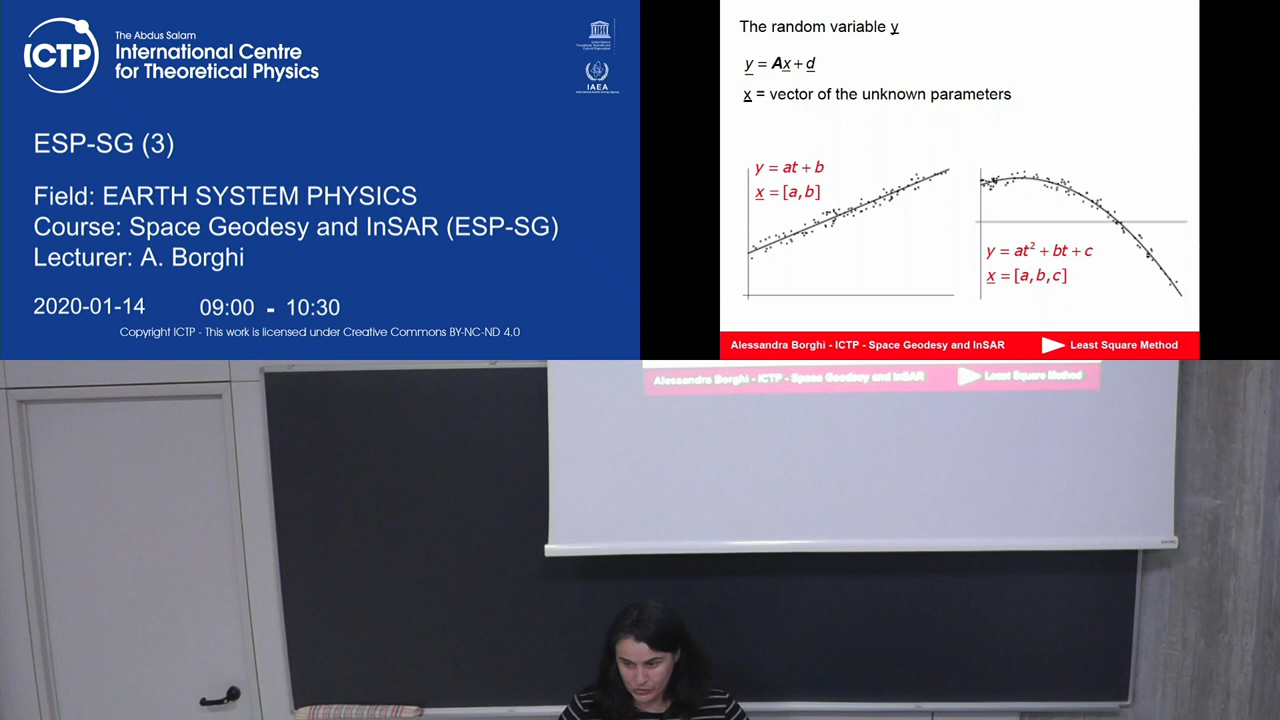 The Abdus Salam
ICTP
International Centre
for Theoretical Physics
IAEA
ESP-SG (3)
Field: EARTH SYSTEM PHYSICS
Course: Space Geodesy and InSAR (ESP-SG)
Lecturer: A. Borghi
2020-01-14 09:00 - 10:30
Copyright ICTP - This work is licensed under Creative Commons BY-NC-ND 4.0
The random variable y
y = Ax + d
x = vector of the unknown parameters
y = at + b
x = [a,b]
y = at² + bt + c
x = [a,b,c]
Alessandra Borghi - ICTP - Space Geodesy and InSAR Least Square Method
Alessandra Borghi - ICTP - Space Geodesy and InSAR Least Square Method